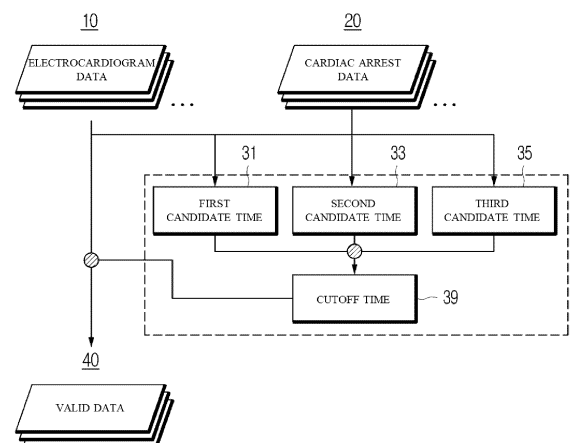 10
20
ELECTROCARDIOGRAM
DATA
...
CARDIAC ARREST
DATA
...
31
33
35
FIRST
CANDIDATE TIME
SECOND
CANDIDATE TIME
THIRD
CANDIDATE TIME
CUTOFF TIME
39
40
VALID DATA